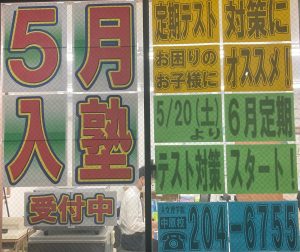 5月
入塾
受付中
定期テスト対策に
お困りの
お子様に
オススメ!
5/20(土)
より
6月定期
テスト対策スタート!
☎204-6755